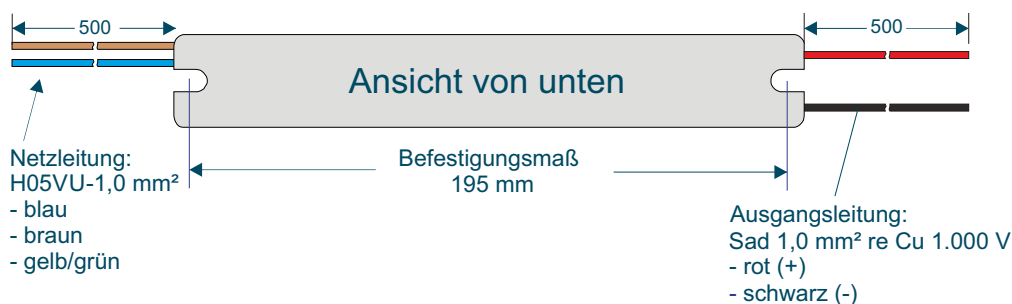 500
500
Ansicht von unten
Netzleitung:
H05VU-1,0 mm²
- blau
- braun
- gelb/grün
Befestigungsmaß
195 mm
Ausgangsleitung:
Sad 1,0 mm² re Cu 1.000 V
- rot (+)
- schwarz (-)